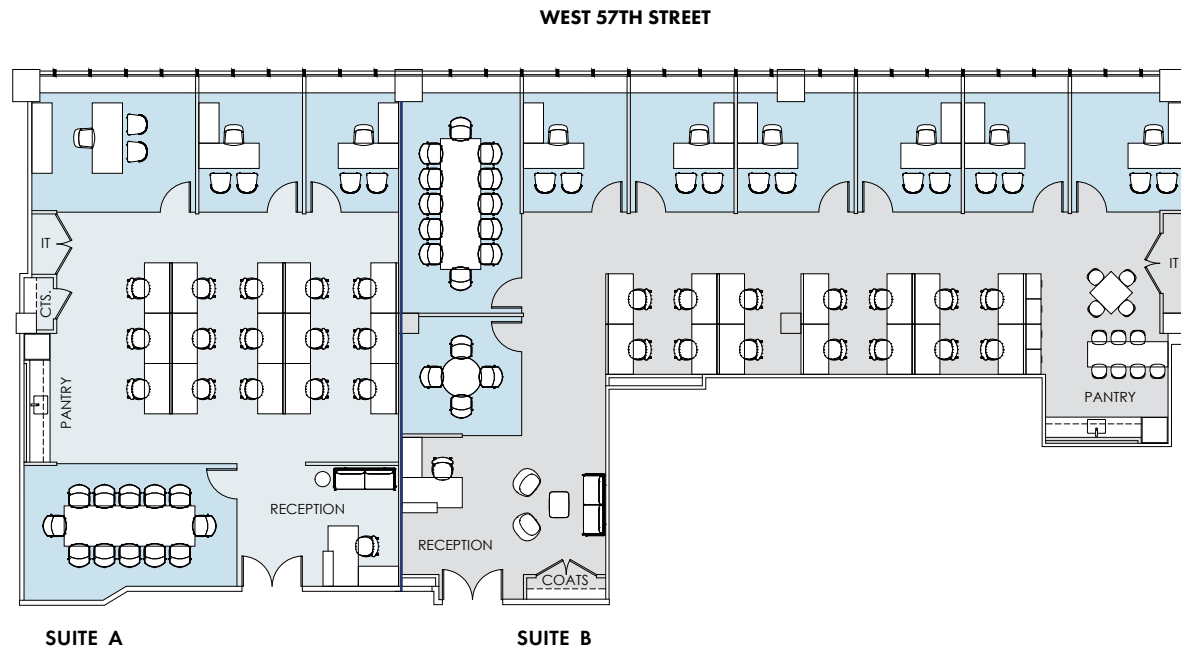 WEST 57TH STREET
IT
CTS.
PANTRY
RECEPTION
IT
PANTRY
RECEPTION
COATS
SUITE A
SUITE B